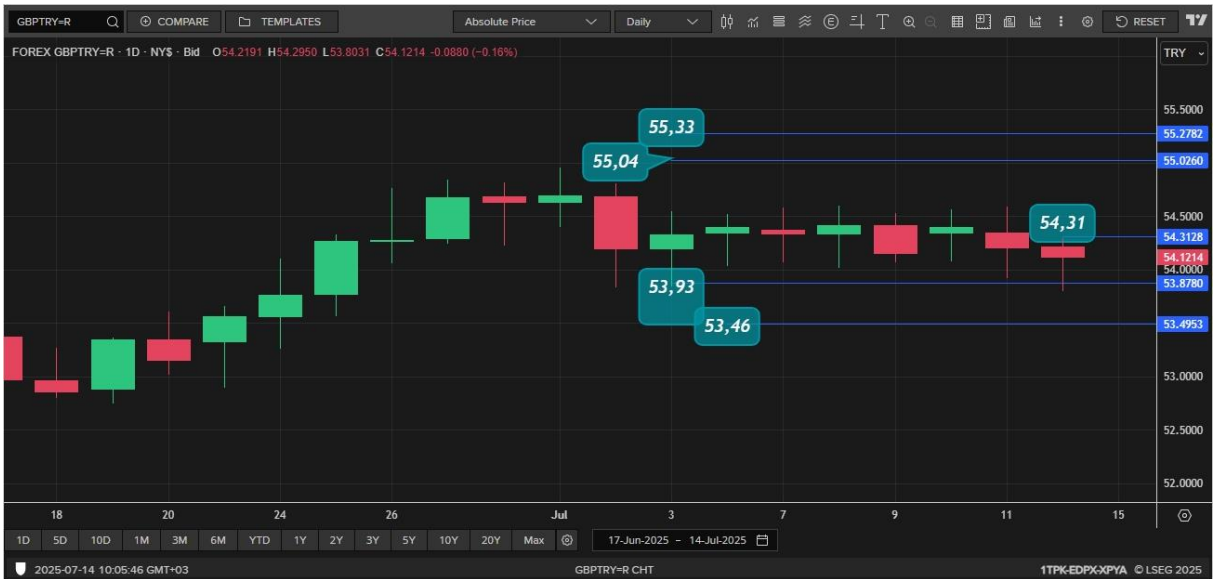 GBPTRY=R COMPARE TEMPLATES Absolute Price Daily RESET
FOREX GBPTRY=R · 1D · NY$ · Bid O54.2191 H54.2950 L53.8031 C54.1214 -0.0880 (−0.16%)
TRY
55.5000
55,33
55.2782
55,04
55.0260
54.5000
54,31
54.3128
54.1214
54.0000
53,93
53.8780
53,46
53.4953
53.0000
52.5000
52.0000
18 20 24 26 Jul 3 7 9 11 15
1D 5D 10D 1M 3M 6M YTD 1Y 2Y 3Y 5Y 10Y 20Y Max 17-Jun-2025 - 14-Jul-2025
2025-07-14 10:05:46 GMT+03 GBPTRY=R CHT 1TPK-EDPX-XPYA © LSEG 2025